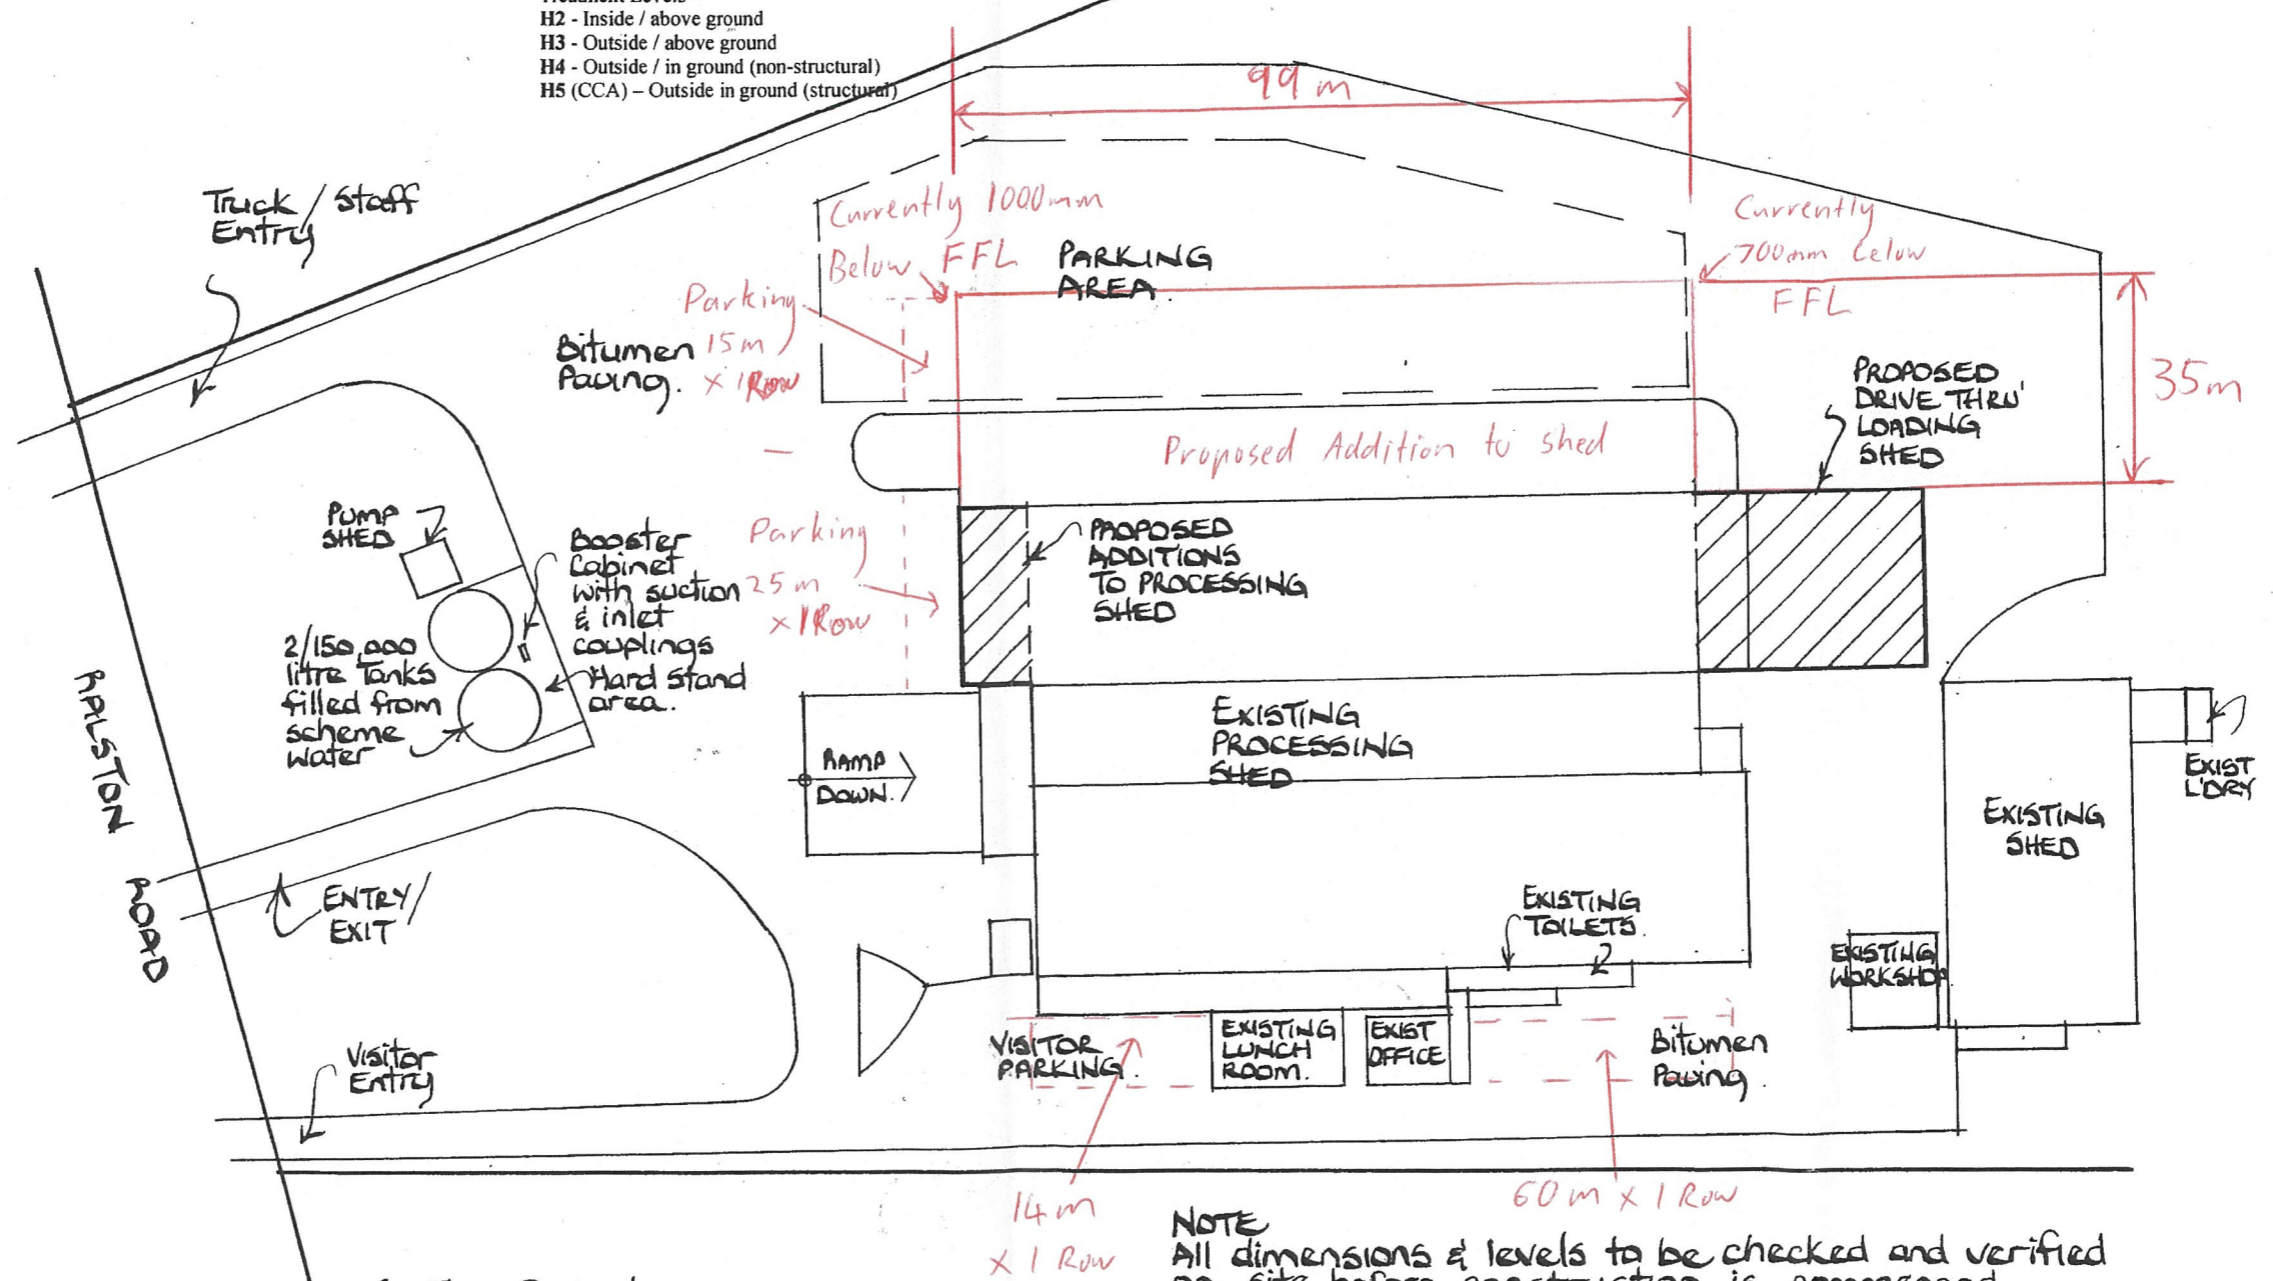 H2 - Inside / above ground
H3 - Outside / above ground
H4 - Outside / in ground (non-structural)
H5 (CCA) – Outside in ground (structural)
99 m
Truck / Staff
Entry
Currently 1000mm
Below FFL
PARKING
AREA.
Currently
700mm below
FFL
Parking
15m
x 1 Row
Bitumen
Paving.
35m
PROPOSED
DRIVE THRU'
LOADING
SHED
Proposed Addition to shed
PUMP
SHED
Booster
Cabinet
with suction
& inlet
couplings
Hard stand
area.
Parking
25m
x 1 Row
PROPOSED
ADDITIONS
TO PROCESSING
SHED
2/150,000
litre Tanks
filled from
scheme
water
RALSTON
ROAD
RAMP
DOWN.
EXISTING
PROCESSING
SHED
EXIST
L'DRY
EXISTING
SHED
ENTRY/
EXIT
EXISTING
TOILETS.
EXISTING
WORKSHOP
Visitor
Entry
VISITOR
PARKING.
EXISTING
LUNCH
ROOM.
EXIST
OFFICE
Bitumen
Paving.
14m
x 1 Row
60m x 1 Row
NOTE
All dimensions & levels to be checked and verified